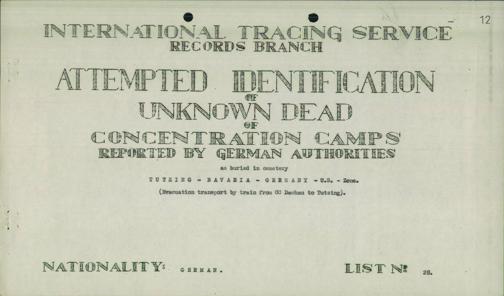 12
INTERNATIONAL TRACING SERVICE
RECORDS BRANCH
ATTEMPTED IDENTIFICATION
OF
UNKNOWN DEAD
OF
CONCENTRATION CAMPS
REPORTED BY GERMAN AUTHORITIES
as buried in cemetery
TUTZING - BAVARIA - GERMANY - U.S. - Zone.
(Evacuation transport by train from CC Dachau to Tutzing).
NATIONALITY: GERMAN. LIST Nº 28.